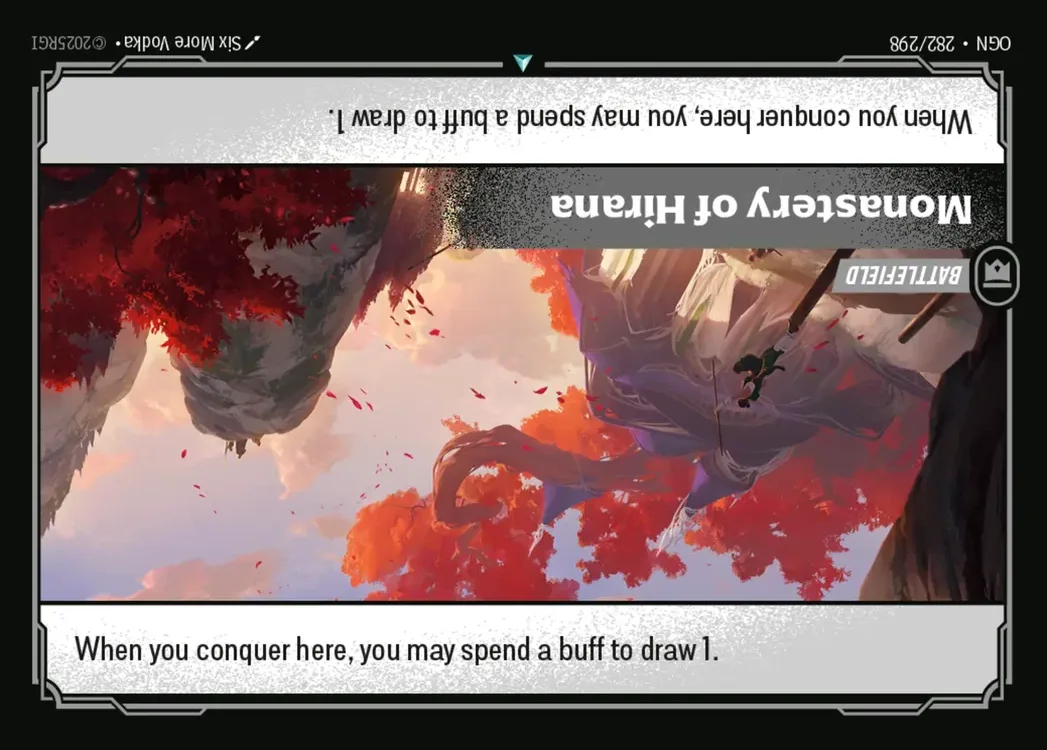 When you conquer here, you may spend a buff to draw 1.
BATTLEFIELD
Monastery of Hirana
When you conquer here, you may spend a buff to draw 1.
OGN • 282/298
Six More Vodka • ©2025RGI